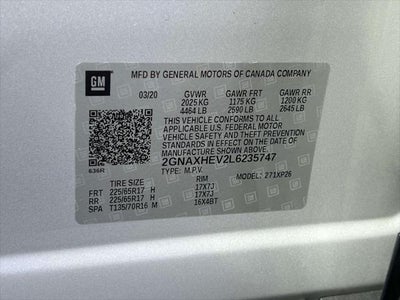 GM MFD BY GENERAL MOTORS OF CANADA COMPANY
03/20 GVWR GAWR FRT GAWR RR
2025 KG 1175 KG 1200 KG
4464 LB 2590 LB 2645 LB
THIS VEHICLE CONFORMS TO ALL
APPLICABLE U.S. FEDERAL MOTOR
VEHICLE SAFETY AND THEFT PREVENTION
STANDARDS IN EFFECT ON THE DATE OF
MANUFACTURE SHOWN ABOVE.
2GNAXHEV2L6235747
636R TYPE: M.P.V. MODEL: 271XP26
TIRE SIZE RIM
FRT 225/65R17 H 17X7J
RR 225/65R17 H 17X7J
SPA T135/70R16 M 16X4BT